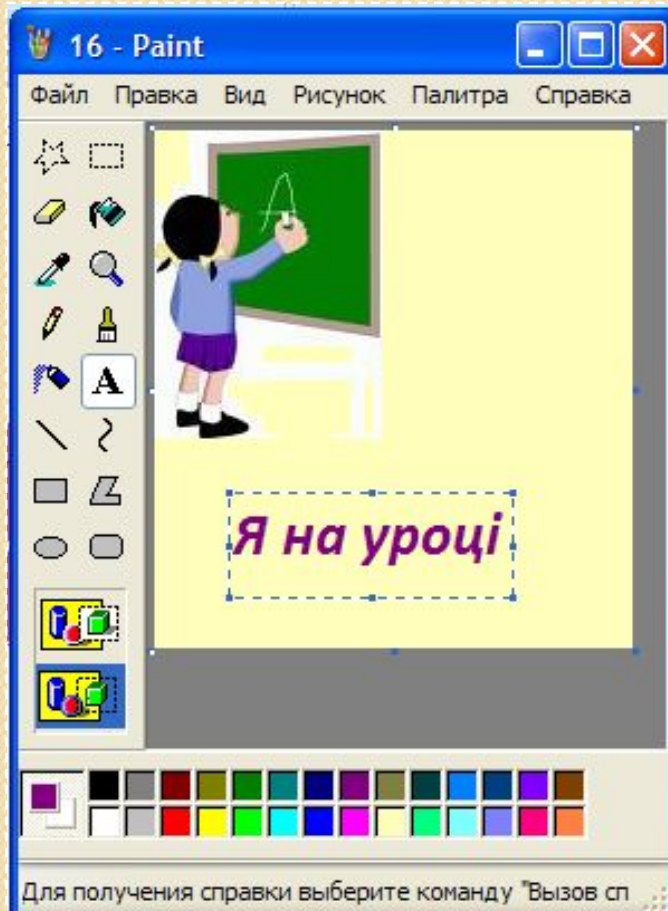 16 - Paint
Файл Правка Вид Рисунок Палитра Справка
A
A
Я на уроці
Для получения справки выберите команду "Вызов сп